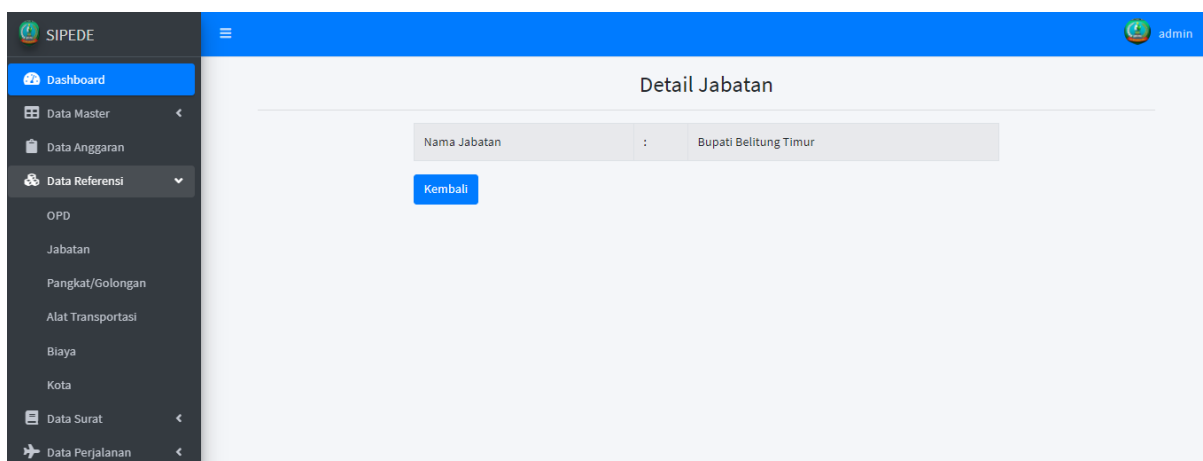 SIPEDE
admin
Dashboard
Data Master
Data Anggaran
Data Referensi
OPD
Jabatan
Pangkat/Golongan
Alat Transportasi
Biaya
Kota
Data Surat
Data Perjalanan
Detail Jabatan
Nama Jabatan : Bupati Belitung Timur
Kembali